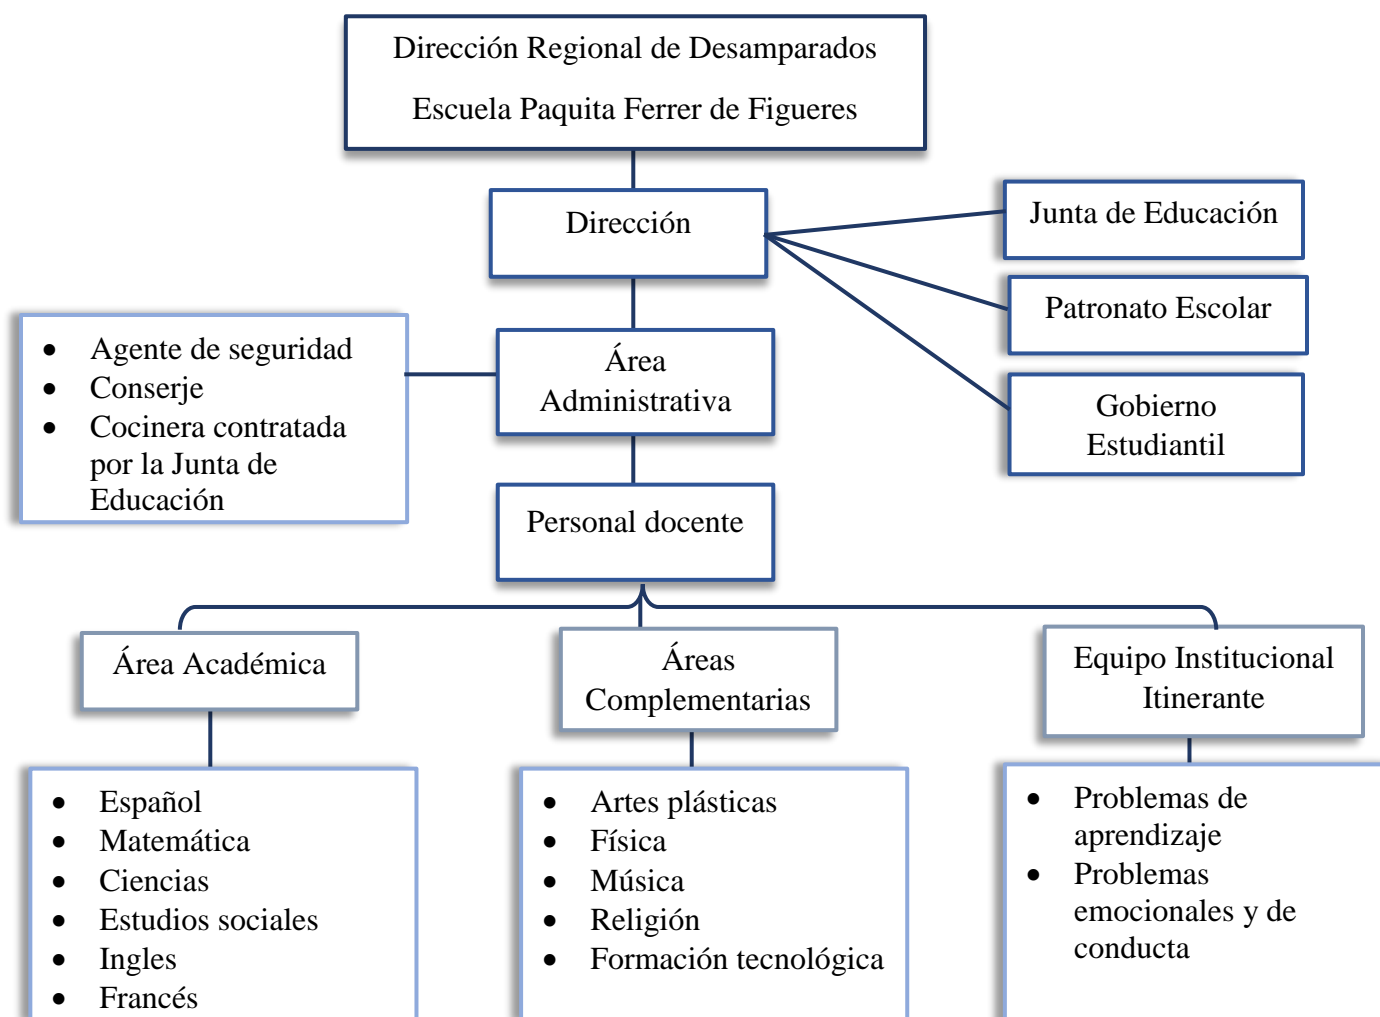 Dirección Regional de Desamparados
Escuela Paquita Ferrer de Figueres
Dirección
Junta de Educación
Patronato Escolar
Gobierno
Estudiantil
• Agente de seguridad
• Conserje
• Cocinera contratada
por la Junta de
Educación
Área
Administrativa
Personal docente
Área Académica
Áreas
Complementarias
Equipo Institucional
Itinerante
• Español
• Matemática
• Ciencias
• Estudios sociales
• Ingles
• Francés
• Artes plásticas
• Física
• Música
• Religión
• Formación tecnológica
• Problemas de
aprendizaje
• Problemas
emocionales y de
conducta